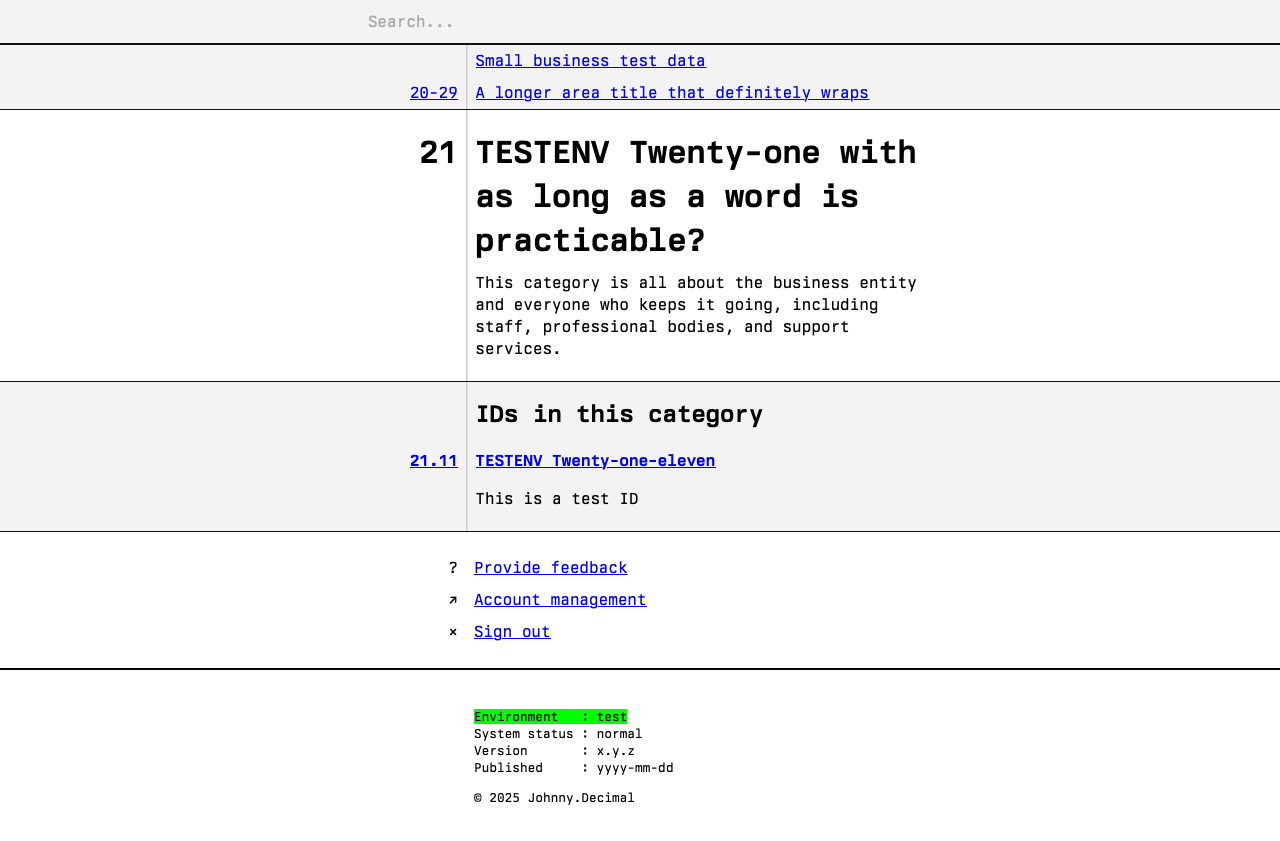 Search...
Small business test data
20-29 A longer area title that definitely wraps
21 TESTENV Twenty-one with
as long as a word is
practicable?
This category is all about the business entity
and everyone who keeps it going, including
staff, professional bodies, and support
services.
IDs in this category
21.11 TESTENV Twenty-one-eleven
This is a test ID
? Provide feedback
↗ Account management
× Sign out
Environment : test
System status : normal
Version : x.y.z
Published : yyyy-mm-dd
© 2025 Johnny.Decimal